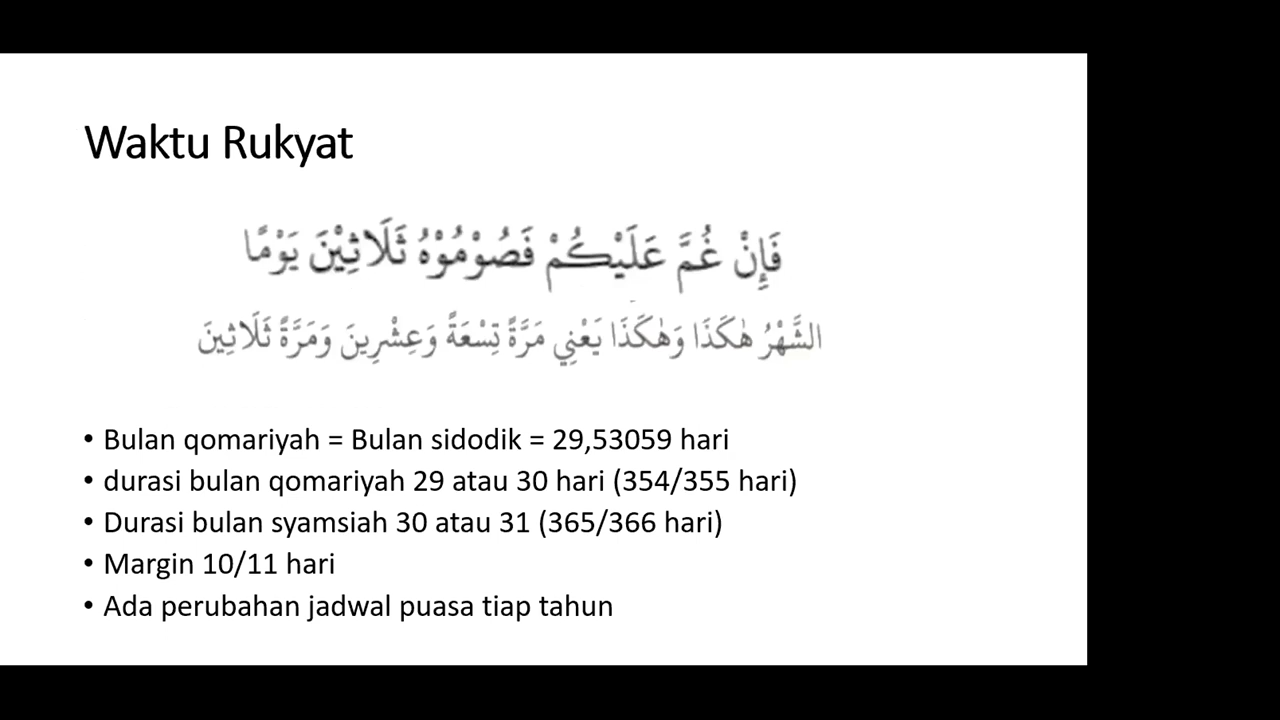 Waktu Rukyat
فَإِنْ غُمَّ عَلَيْكُمْ فَصُوْمُوْهُ ثَلَاثِيْنَ يَوْمًا
الشَّهْرُ هٰكَذَا وَهٰكَذَا يَعْنِي مَرَّةً تِسْعَةً وَعِشْرِينَ وَمَرَّةً ثَلَاثِينَ
• Bulan qomariyah = Bulan sidodik = 29,53059 hari
• durasi bulan qomariyah 29 atau 30 hari (354/355 hari)
• Durasi bulan syamsiah 30 atau 31 (365/366 hari)
• Margin 10/11 hari
• Ada perubahan jadwal puasa tiap tahun